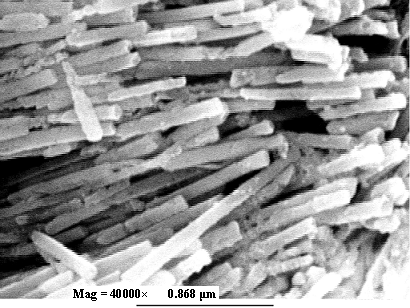 Mag = 40000× 0.868 μm